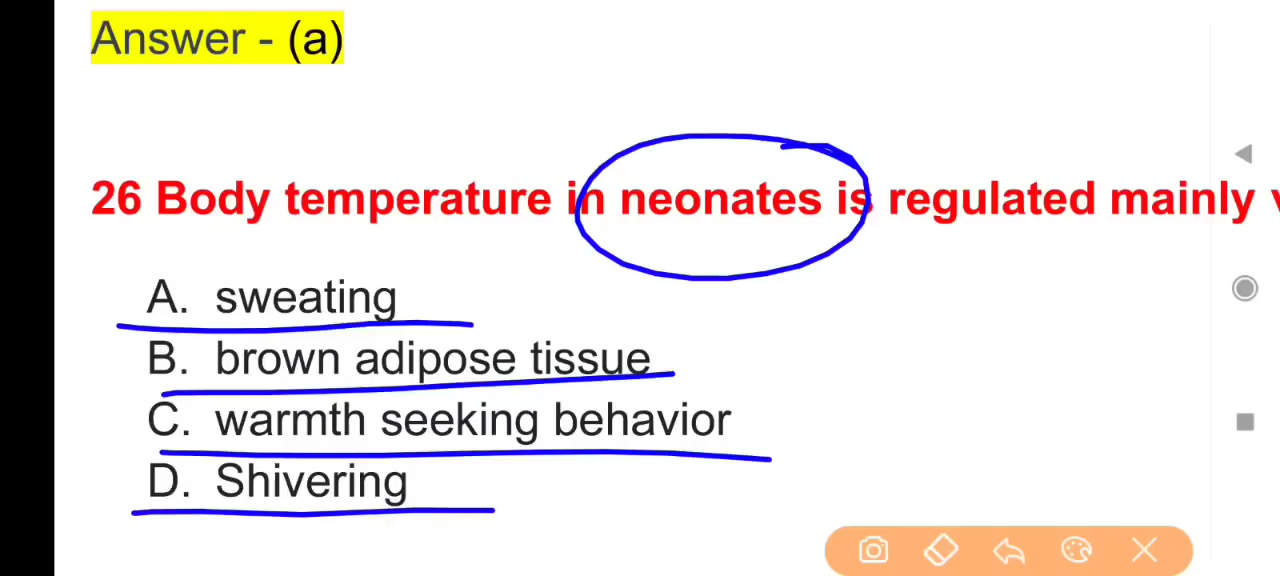 Answer - (a)
26 Body temperature in neonates is regulated mainly
A. sweating
B. brown adipose tissue
C. warmth seeking behavior
D. Shivering